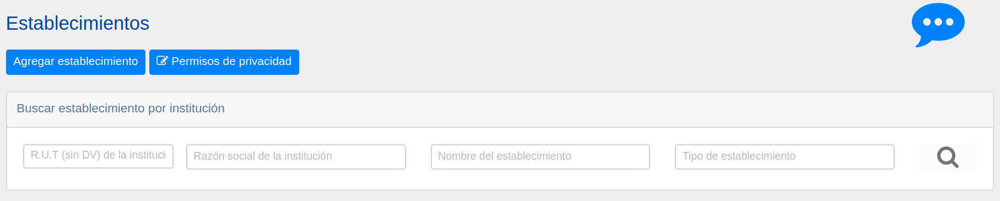 Establecimientos
Agregar establecimiento
Permisos de privacidad
Buscar establecimiento por institución
R.U.T (sin DV) de la instituci
Razón social de la institución
Nombre del establecimiento
Tipo de establecimiento